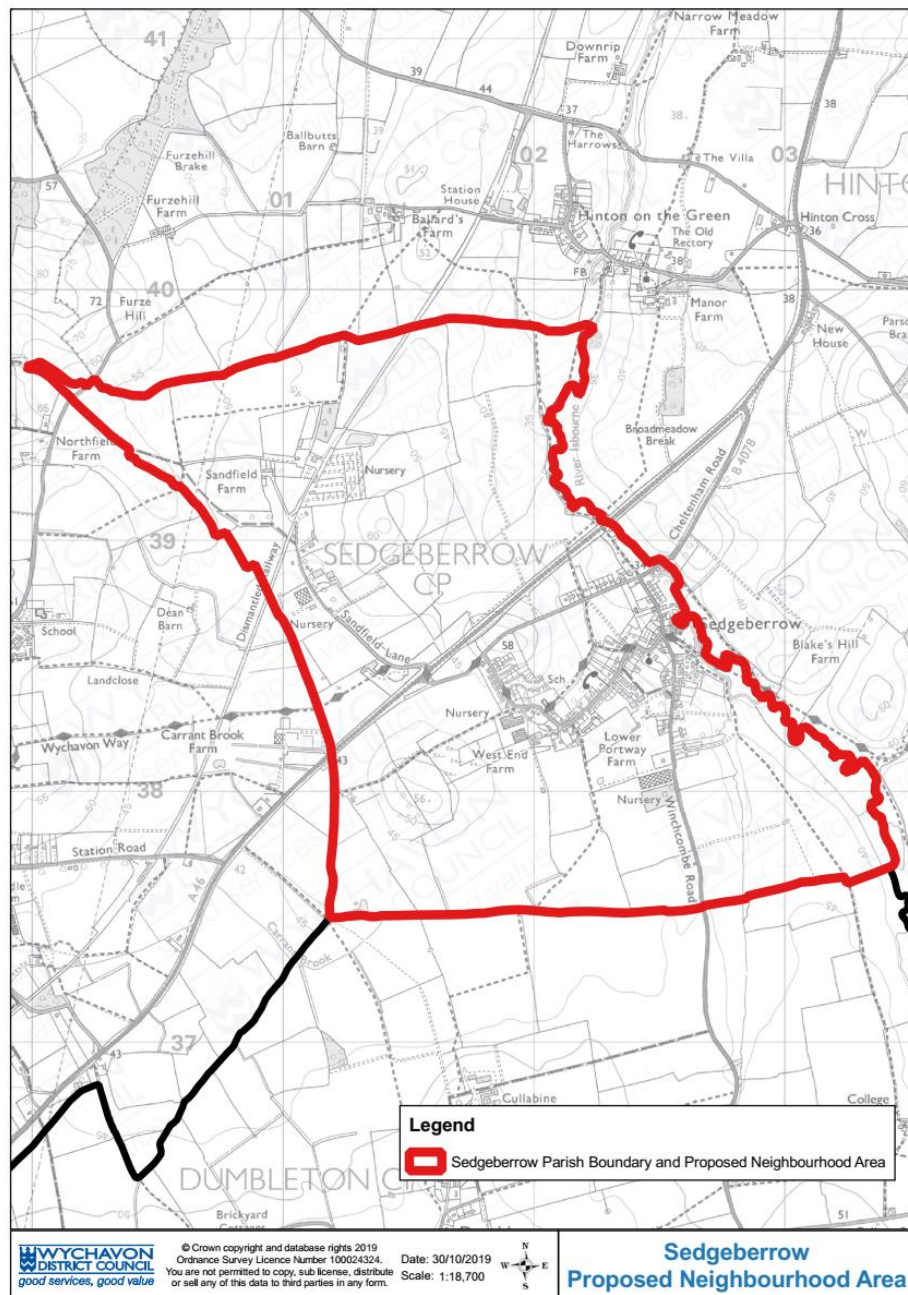 41
Narrow Meadow
Farm
Downrip
Farm
39
44
38
37
Ballbutts
Barn
39
Furzehill
Brake
The
Harrows
The Villa
02
03
57
01
51
Station
House
HINTO
Furzehill
Farm
Ballard's
Farm
Hinton on the Green
The Old
Rectory
Hinton Cross
36
52
FB
38
40
72
Furze
Hill
Manor
Farm
38
New
House
Northfield
Farm
Sandfield
Farm
Nursery
River Isbourne
Broadmeadow
Break
Cheltenham Road
B 4078
W
39
SEDGEBERROW
CP
Dismantled Railway
Dean
Barn
Nursery
Sandfield Lane
School
58
Sedgeberrow
Blake's Hill
Farm
Landclose
Sch
Nursery
Wychavon Way
Carrant Brook
Farm
43
West End
Farm
Lower
Portway
Farm
38
56
Nursery
Station Road
42
A 46
Winchcombe Road
Carrant Brook
37
43
Cullabine
College
DUMBLETON C
Brickyard
Cottages
51
Legend
Sedgeberrow Parish Boundary and Proposed Neighbourhood Area
WYCHAVON
DISTRICT COUNCIL
good services, good value
© Crown copyright and database rights 2019
Ordnance Survey Licence Number 100024324.
You are not permitted to copy, sub license, distribute
or sell any of this data to third parties in any form.
Date: 30/10/2019
Scale: 1:18,700
N
W E
S
Sedgeberrow
Proposed Neighbourhood Area